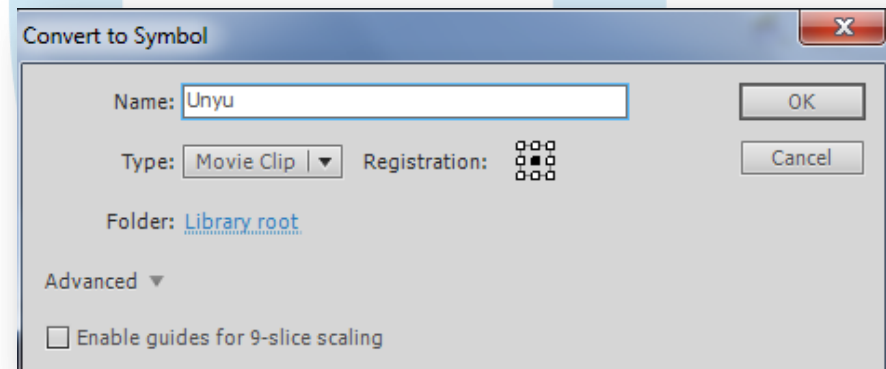 Convert to Symbol
Name: Unyu OK
Type: Movie Clip Registration: Cancel
Folder: Library root
Advanced
Enable guides for 9-slice scaling